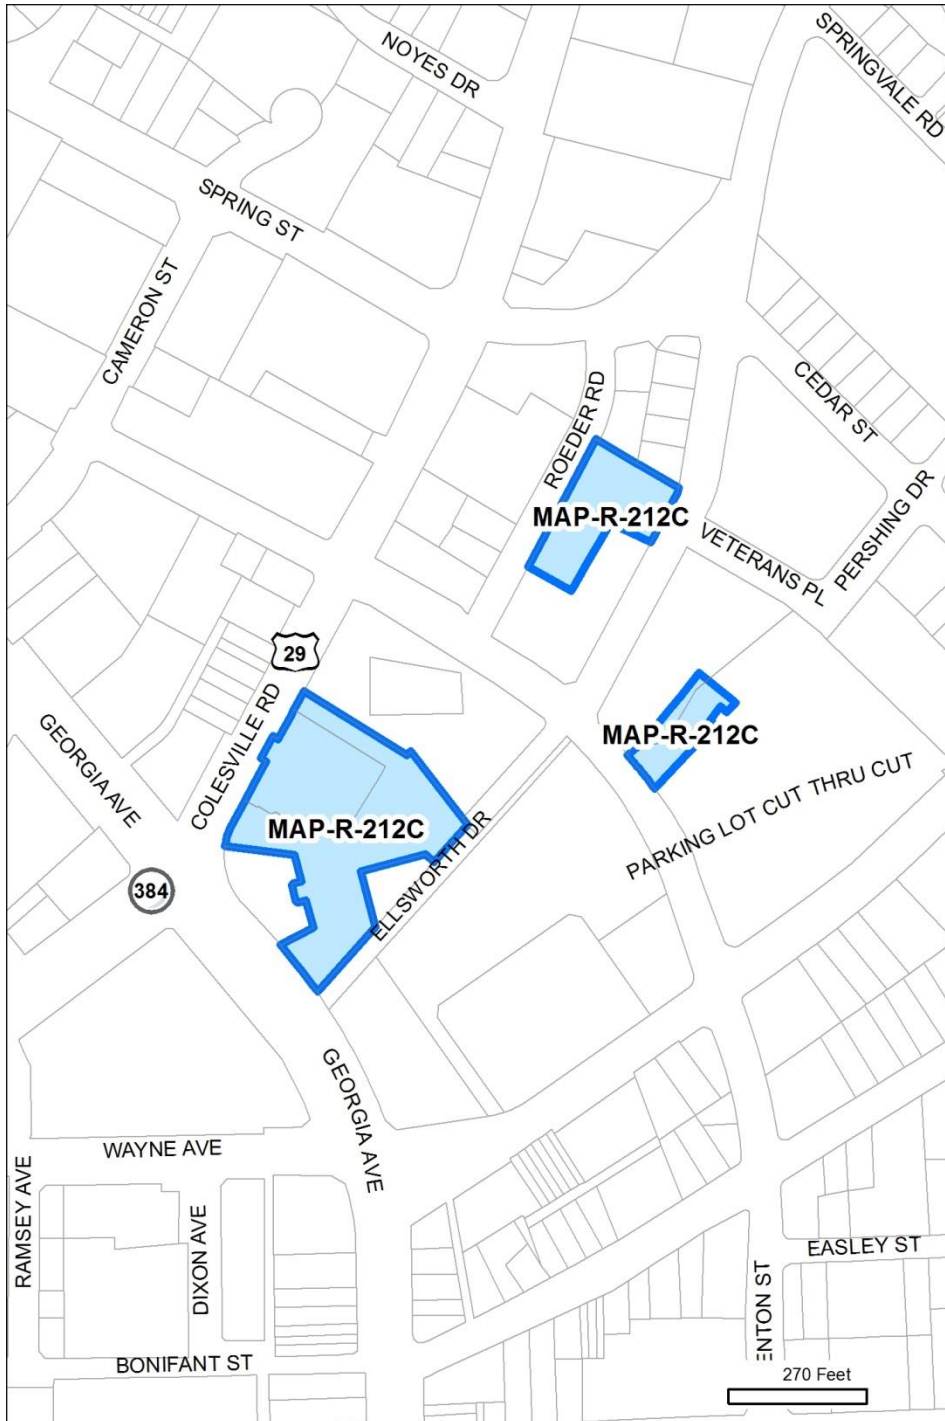 NOYES DR
SPRINGVALE RD
SPRING ST
CAMERON ST
ROEDER RD
CEDAR ST
PERSHING DR
MAP-R-212C
VETERANS PL
29
COLESVILLE RD
GEORGIA AVE
MAP-R-212C
MAP-R-212C
PARKING LOT CUT THRU CUT
ELLSWORTH DR
384
GEORGIA AVE
WAYNE AVE
RAMSEY AVE
DIXON AVE
EASLEY ST
ENTON ST
BONIFANT ST
270 Feet